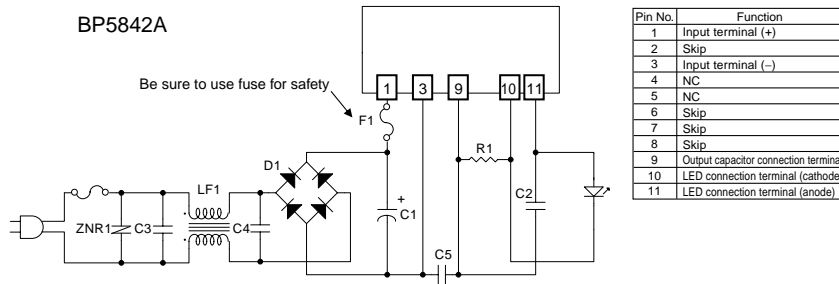 BP5842A
Be sure to use fuse for safety
1
3
9
10
11
F1
R1
D1
LF1
+
C1
C2
ZNR1
C3
C4
C5
Pin No. Function
1 Input terminal (+)
2 Skip
3 Input terminal (−)
4 NC
5 NC
6 Skip
7 Skip
8 Skip
9 Output capacitor connection termina
10 LED connection terminal (cathode
11 LED connection terminal (anode)